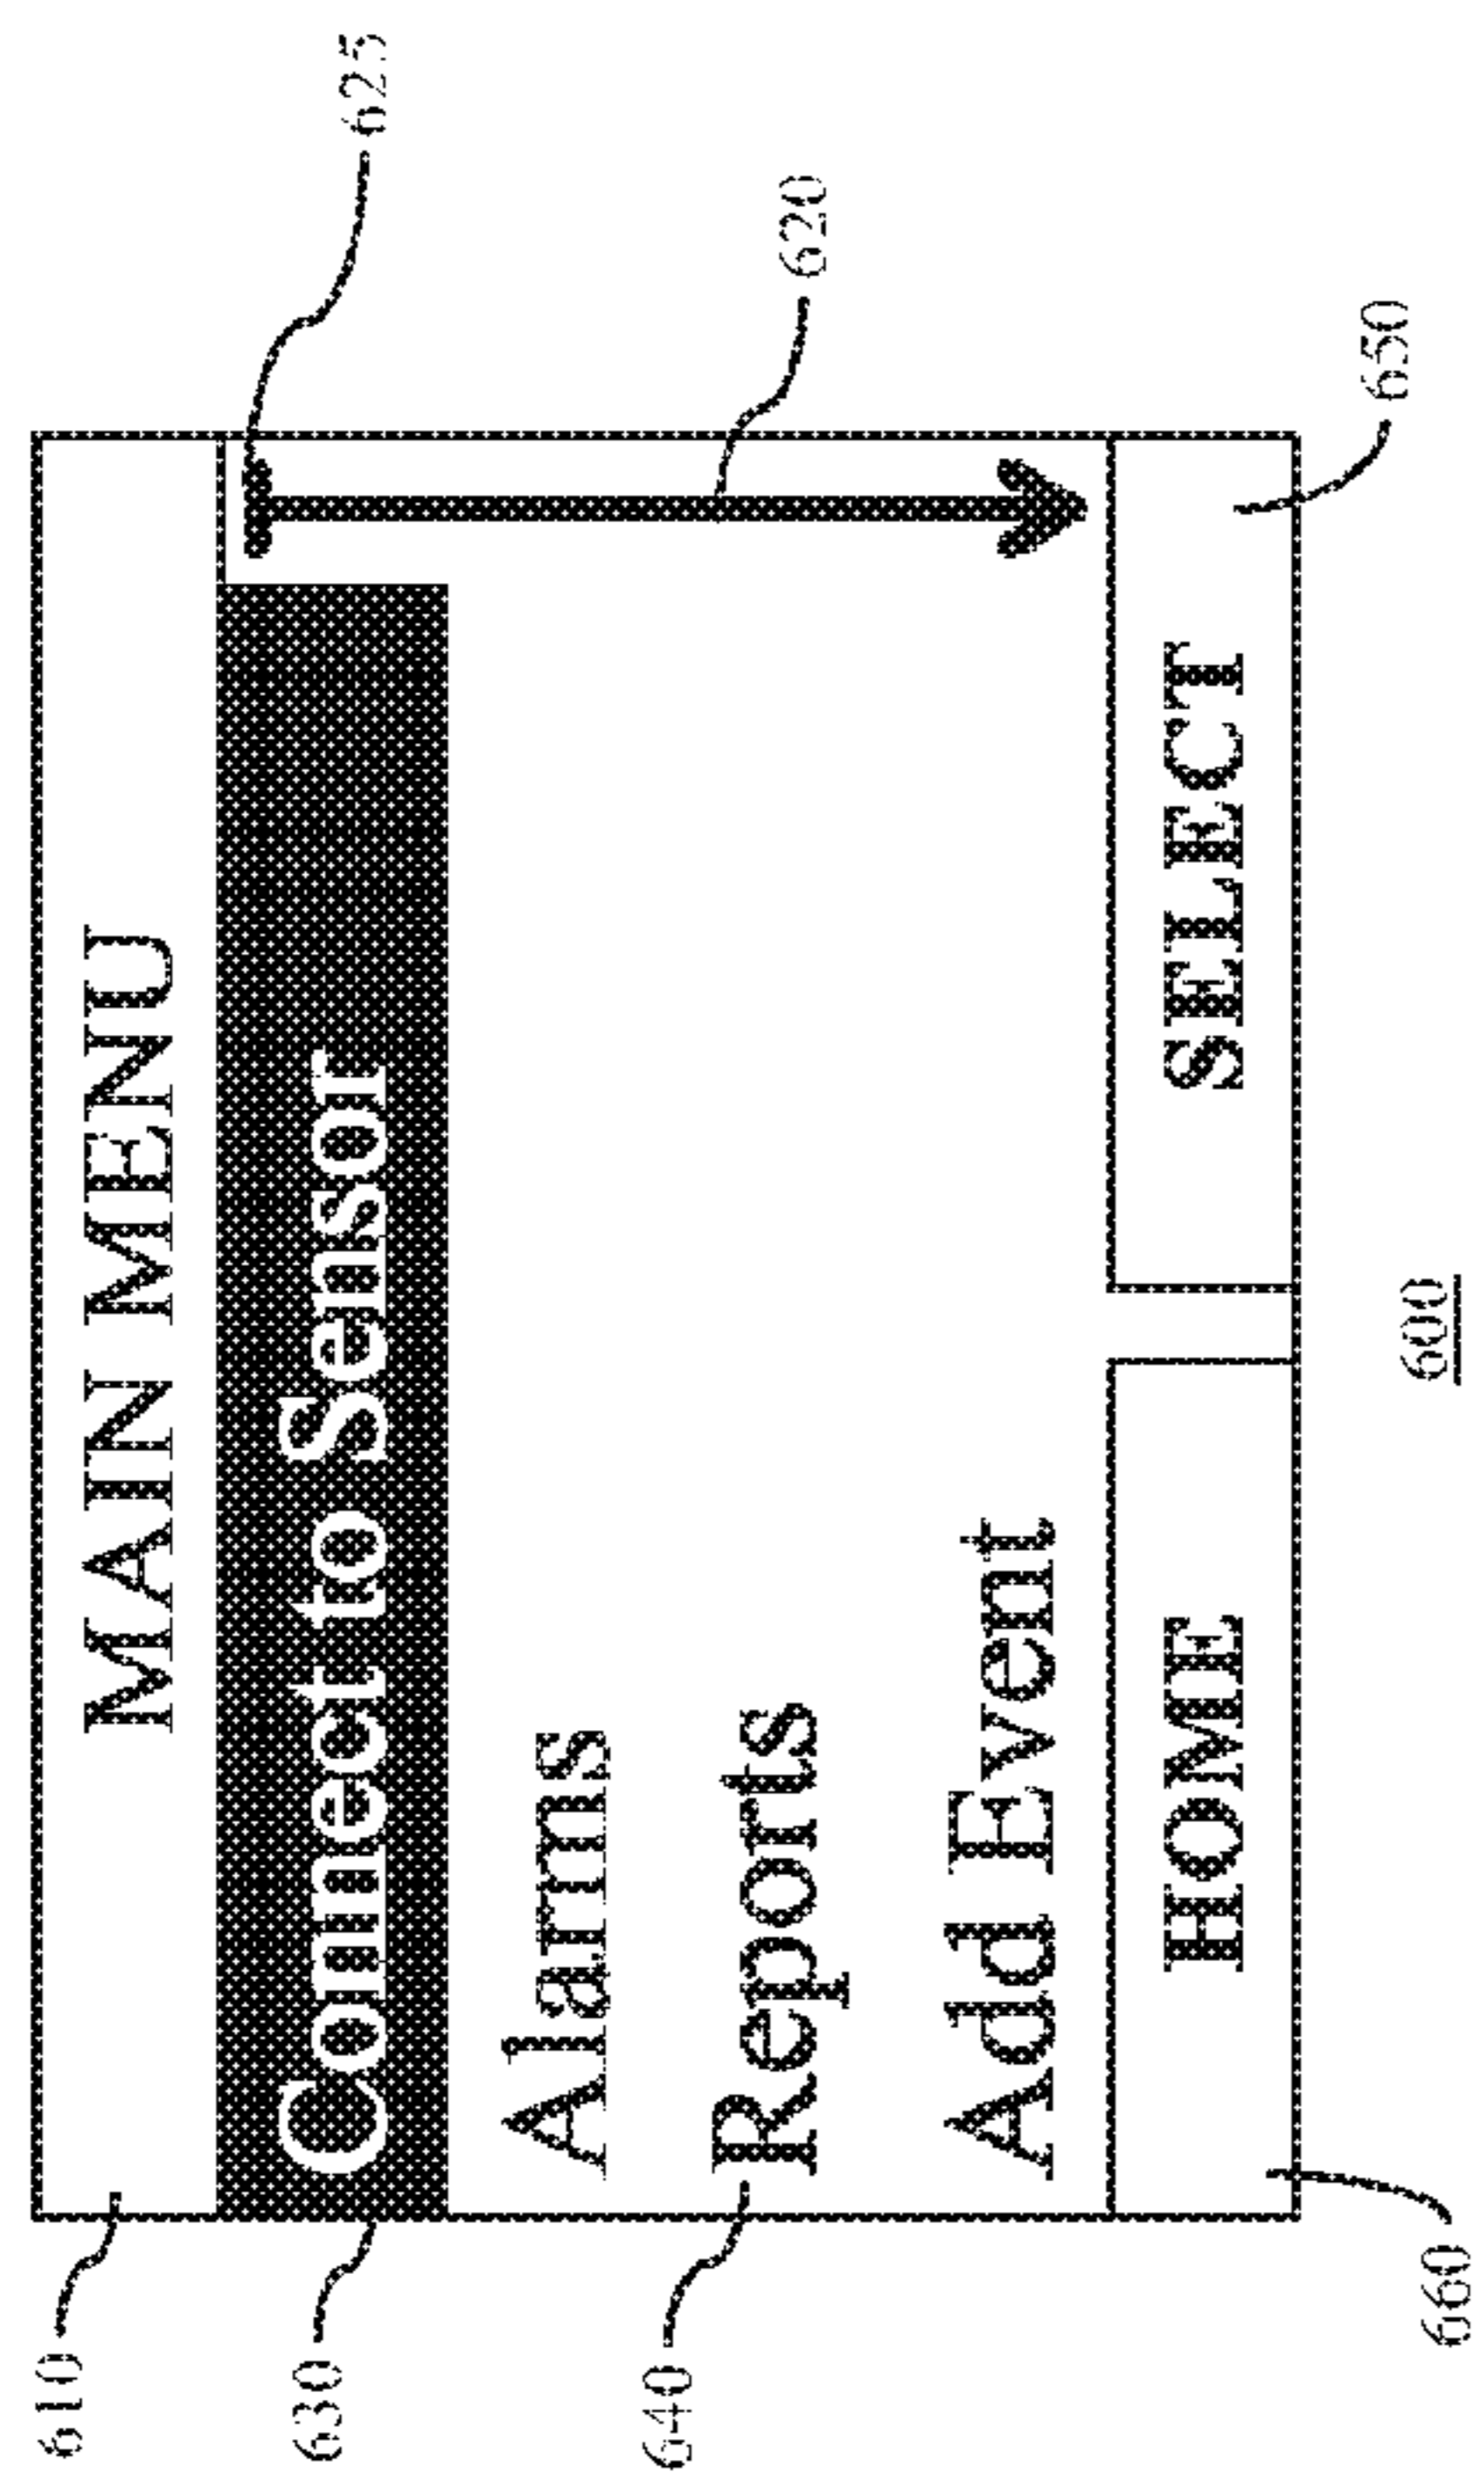 MAIN MENU
Connect to Sensor
Alarms
Reports
Add Event
HOME
SELECT
610
630
640
660
625
620
650
600